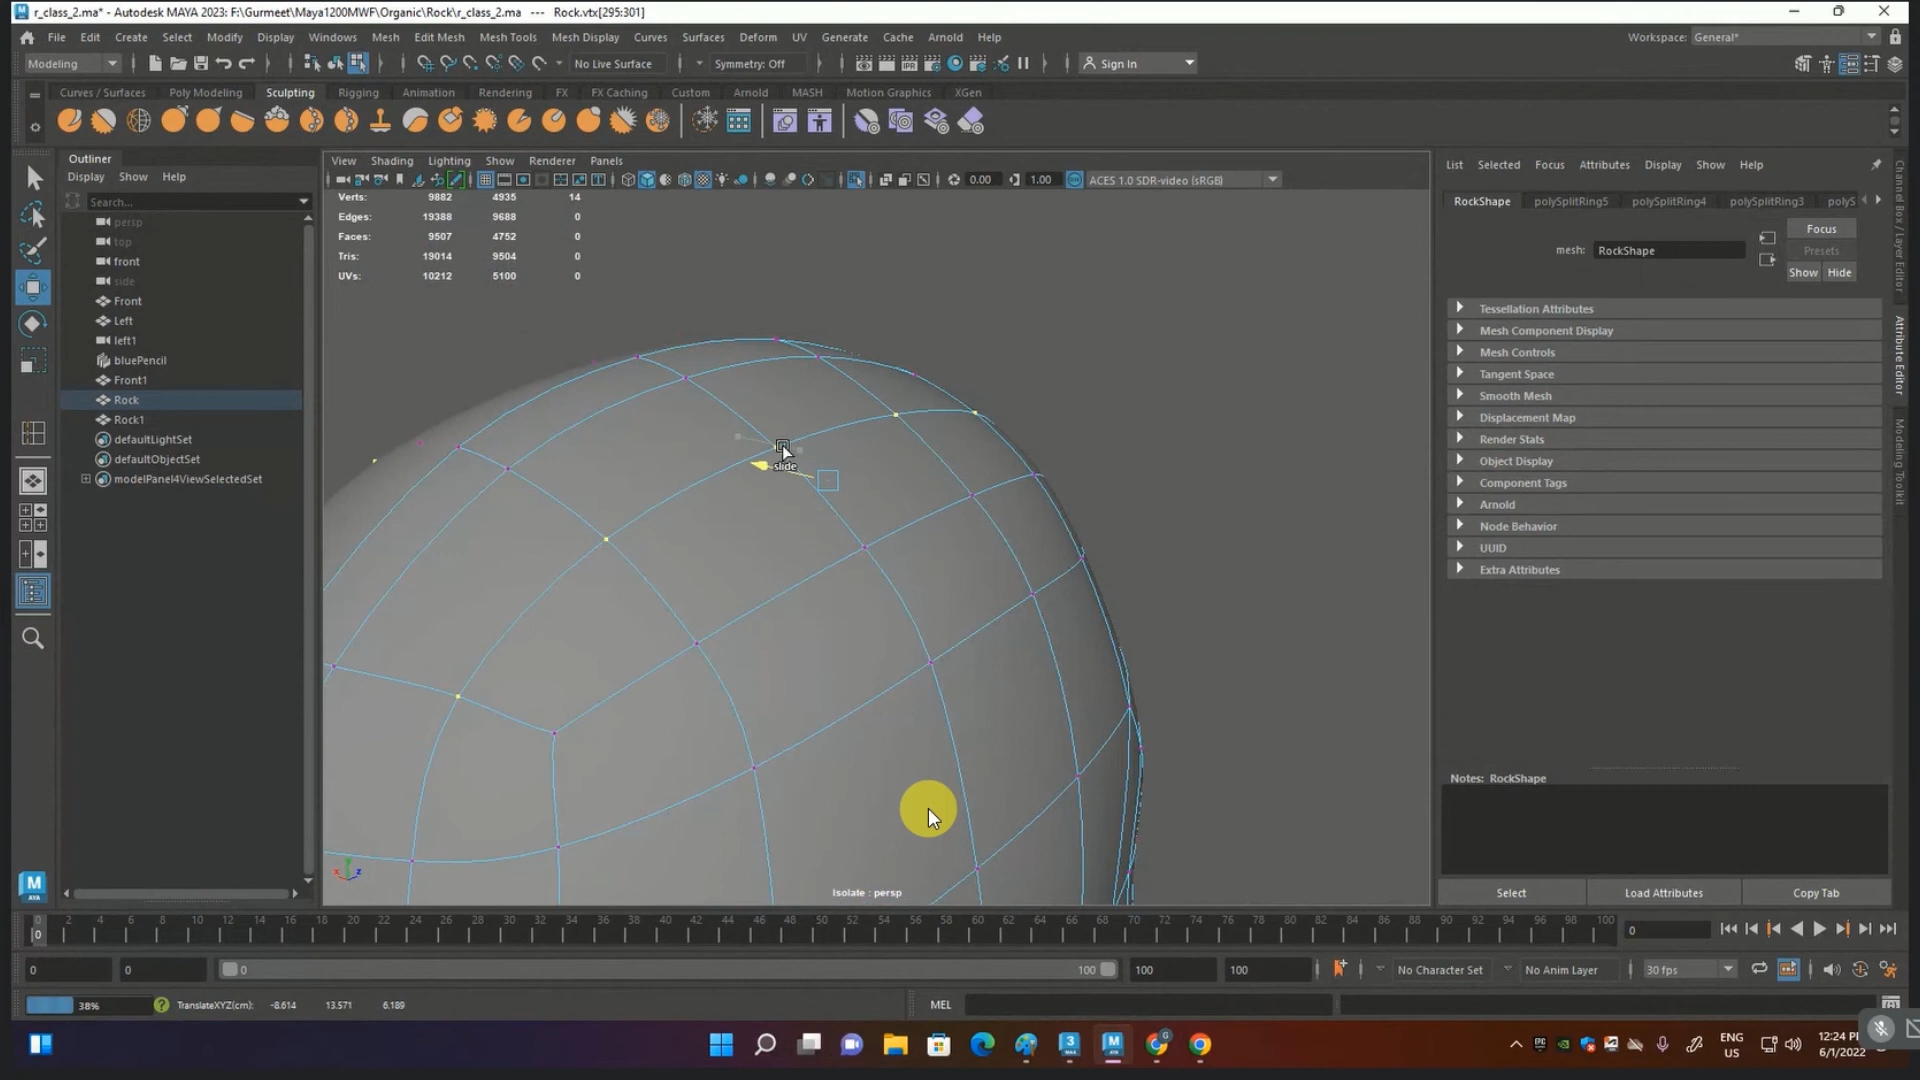 r_class_2.ma* - Autodesk MAYA 2023: F:\Gurmeet\Maya1200MWF\Organic\Rock\r_class_2.ma --- Rock.vtx[295:301]
File Edit Create Select Modify Display Windows Mesh Edit Mesh Mesh Tools Mesh Display Curves Surfaces Deform UV Generate Cache Arnold Help
Workspace: General*
Modeling
No Live Surface
Symmetry: Off
Sign In
Curves / Surfaces Poly Modeling Sculpting Rigging Animation Rendering FX FX Caching Custom Arnold MASH Motion Graphics XGen
Outliner
Display Show Help
Search...
persp
top
front
side
Front
Left
left1
bluePencil
Front1
Rock
Rock1
defaultLightSet
defaultObjectSet
modelPanel4ViewSelectedSet
View Shading Lighting Show Renderer Panels
0.00 1.00 ACES 1.0 SDR-video (sRGB)
Verts: 9882 4935 14
Edges: 19388 9688 0
Faces: 9507 4752 0
Tris: 19014 9504 0
UVs: 10212 5100 0
slide
Isolate : persp
x y z
List Selected Focus Attributes Display Show Help
RockShape polySplitRing5 polySplitRing4 polySplitRing3 polyS
Focus
mesh: RockShape
Presets
Show Hide
Tessellation Attributes
Mesh Component Display
Mesh Controls
Tangent Space
Smooth Mesh
Displacement Map
Render Stats
Object Display
Component Tags
Arnold
Node Behavior
UUID
Extra Attributes
Notes: RockShape
Select Load Attributes Copy Tab
Channel Box / Layer Editor
Attribute Editor
Modeling Toolkit
0 2 4 6 8 10 12 14 16 18 20 22 24 26 28 30 32 34 36 38 40 42 44 46 48 50 52 54 56 58 60 62 64 66 68 70 72 74 76 78 80 82 84 86 88 90 92 94 96 98 100
0
0
0 0 0 100 100 100 No Character Set No Anim Layer 30 fps
38% TranslateXYZ(cm): -8.614 13.571 6.189 MEL
M
AYA
ENG
US
12:24 P
6/1/2022